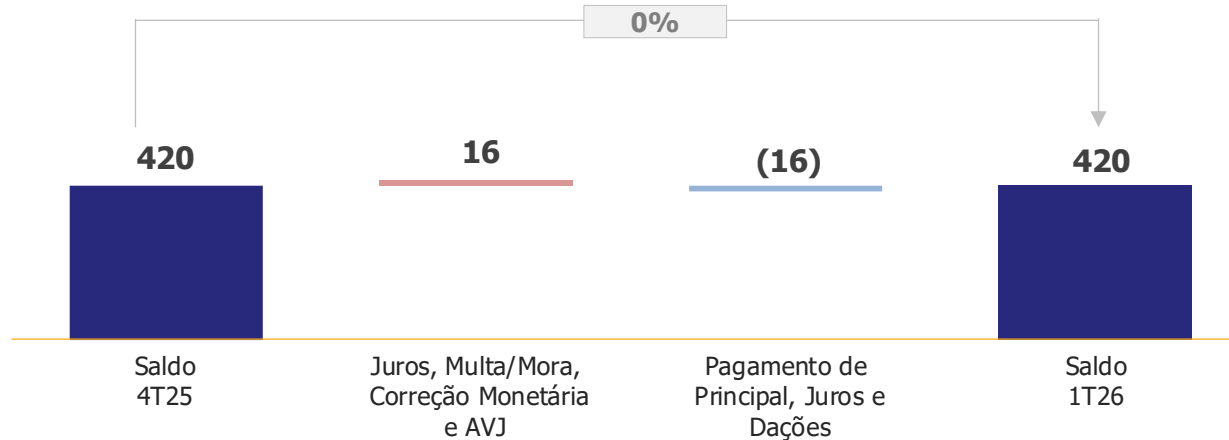 0%
420
16
(16)
420
Saldo
4T25
Juros, Multa/Mora,
Correção Monetária
e AVJ
Pagamento de
Principal, Juros e
Dações
Saldo
1T26